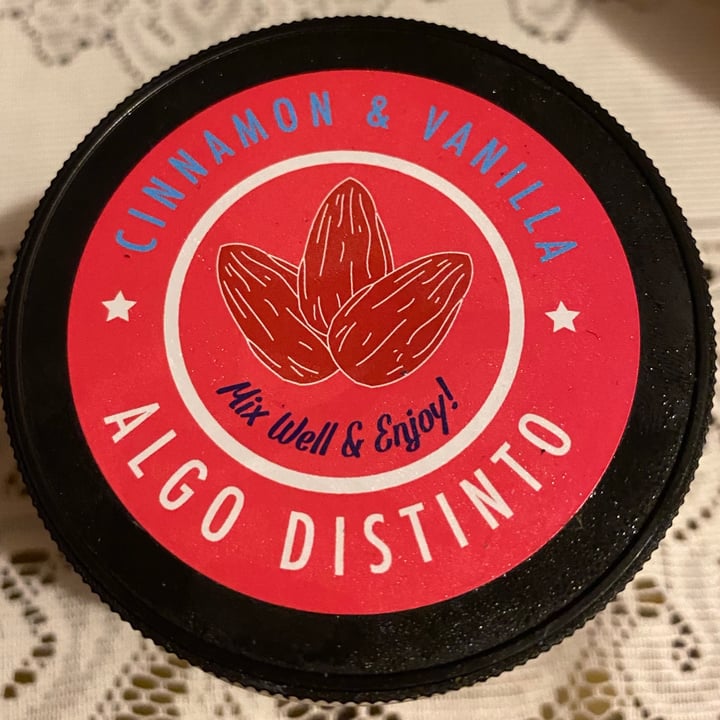 CINNAMON & VANILLA
Mix Well & Enjoy!
ALGO DISTINTO